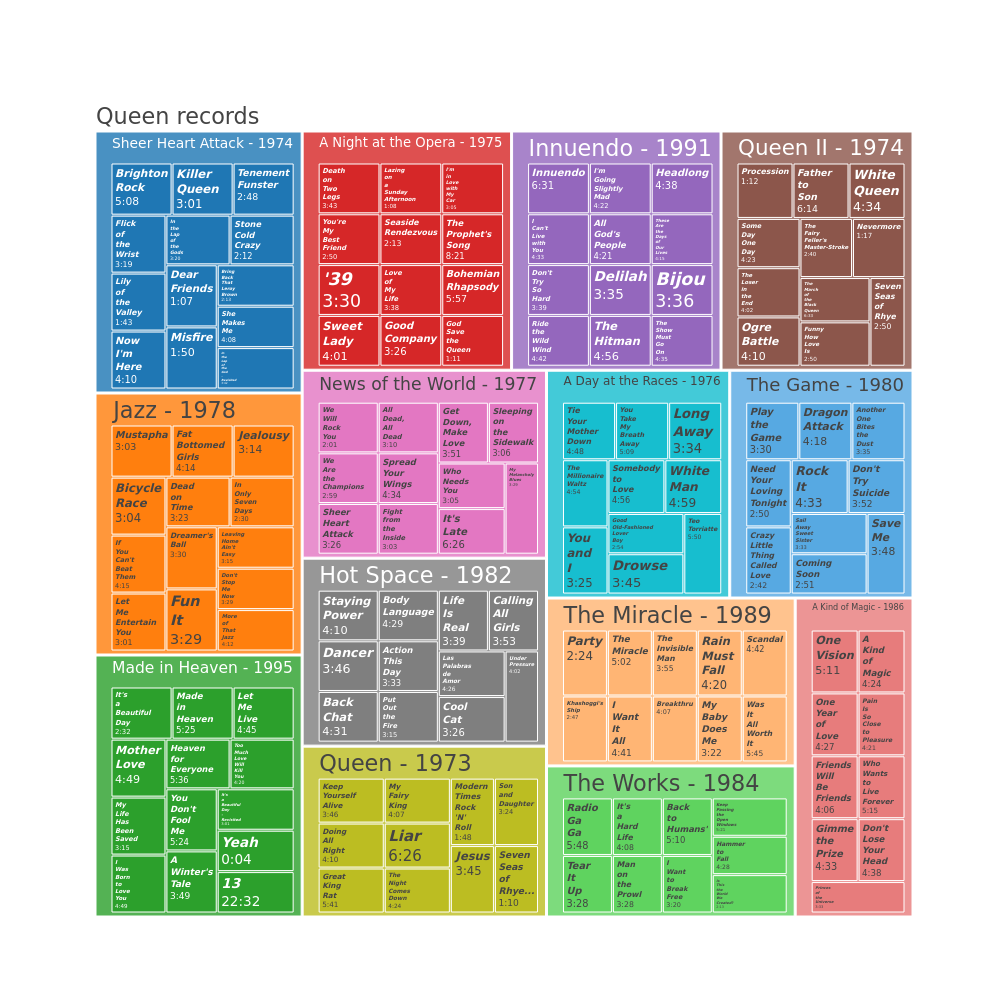 Queen records
Sheer Heart Attack - 1974
Brighton
Rock
5:08
Killer
Queen
3:01
Tenement
Funster
2:48
Flick
of
the
Wrist
3:19
In
the
Lap
of
the
Gods
3:20
Stone
Cold
Crazy
2:12
Lily
of
the
Valley
1:43
Dear
Friends
1:07
Bring
Back
That
Leroy
Brown
2:13
She
Makes
Me
4:08
Now
I'm
Here
4:10
Misfire
1:50
A Night at the Opera - 1975
Death
on
Two
Legs
3:43
Lazing
on
a
Sunday
Afternoon
1:08
I'm
in
Love
with
My
Car
3:05
You're
My
Best
Friend
2:50
Seaside
Rendezvous
2:13
The
Prophet's
Song
8:21
'39
3:30
Love
of
My
Life
3:38
Bohemian
Rhapsody
5:57
Sweet
Lady
4:01
Good
Company
3:26
God
Save
the
Queen
1:11
Innuendo - 1991
Innuendo
6:31
I'm
Going
Slightly
Mad
4:22
Headlong
4:38
I
Can't
Live
with
You
4:33
All
God's
People
4:21
These
Are
the
Days
of
Our
Lives
4:15
Don't
Try
So
Hard
3:39
Delilah
3:35
Bijou
3:36
Ride
the
Wild
Wind
4:42
The
Hitman
4:56
The
Show
Must
Go
On
4:35
Queen II - 1974
Procession
1:12
Father
to
Son
6:14
White
Queen
4:34
Some
Day
One
Day
4:23
The
Fairy
Feller's
Master-Stroke
2:40
Nevermore
1:17
The
Loser
in
the
End
4:02
The
March
of
the
Black
Queen
6:33
Seven
Seas
of
Rhye
2:50
Ogre
Battle
4:10
Funny
How
Love
Is
2:50
Jazz - 1978
Mustapha
3:03
Fat
Bottomed
Girls
4:14
Jealousy
3:14
Bicycle
Race
3:04
Dead
on
Time
3:23
In
Only
Seven
Days
2:30
If
You
Can't
Beat
Them
4:15
Dreamer's
Ball
3:30
Leaving
Home
Ain't
Easy
3:15
Don't
Stop
Me
Now
3:29
Let
Me
Entertain
You
3:01
Fun
It
3:29
More
of
That
Jazz
4:12
News of the World - 1977
We
Will
Rock
You
2:01
All
Dead,
All
Dead
3:10
Get
Down,
Make
Love
3:51
Sleeping
on
the
Sidewalk
3:06
We
Are
the
Champions
2:59
Spread
Your
Wings
4:34
Who
Needs
You
3:05
My
Melancholy
Blues
Sheer
Heart
Attack
3:26
Fight
from
the
Inside
3:03
It's
Late
6:26
A Day at the Races - 1976
Tie
Your
Mother
Down
4:48
You
Take
My
Breath
Away
5:09
Long
Away
3:34
The
Millionaire
Waltz
4:54
Somebody
to
Love
4:56
White
Man
4:59
You
and
I
3:25
Good
Old-Fashioned
Lover
Boy
2:54
Teo
Torriatte
5:50
Drowse
3:45
The Game - 1980
Play
the
Game
3:30
Dragon
Attack
4:18
Another
One
Bites
the
Dust
3:35
Need
Your
Loving
Tonight
2:50
Rock
It
4:33
Don't
Try
Suicide
3:52
Crazy
Little
Thing
Called
Love
2:42
Sail
Away
Sweet
Sister
3:33
Save
Me
3:48
Coming
Soon
2:51
Hot Space - 1982
Staying
Power
4:10
Body
Language
4:29
Life
Is
Real
3:39
Calling
All
Girls
3:53
Dancer
3:46
Action
This
Day
3:33
Las
Palabras
de
Amor
4:26
Under
Pressure
4:02
Back
Chat
4:31
Put
Out
the
Fire
3:15
Cool
Cat
3:26
The Miracle - 1989
Party
2:24
The
Miracle
5:02
The
Invisible
Man
3:55
Rain
Must
Fall
4:20
Scandal
4:42
Khashoggi's
Ship
2:47
I
Want
It
All
4:41
Breakthru
4:07
My
Baby
Does
Me
3:22
Was
It
All
Worth
It
5:45
A Kind of Magic - 1986
One
Vision
5:11
A
Kind
of
Magic
4:24
One
Year
of
Love
4:27
Pain
Is
So
Close
to
Pleasure
4:21
Friends
Will
Be
Friends
4:06
Who
Wants
to
Live
Forever
5:15
Gimme
the
Prize
4:33
Don't
Lose
Your
Head
4:38
Princes
of
the
Universe
Made in Heaven - 1995
It's
a
Beautiful
Day
2:32
Made
in
Heaven
5:25
Let
Me
Live
4:45
Mother
Love
4:49
Heaven
for
Everyone
5:36
Too
Much
Love
Will
Kill
You
4:20
My
Life
Has
Been
Saved
3:15
You
Don't
Fool
Me
5:24
It's
a
Beautiful
Day
Yeah
0:04
I
Was
Born
to
Love
You
4:49
A
Winter's
Tale
3:49
13
22:32
Queen - 1973
Keep
Yourself
Alive
3:46
My
Fairy
King
4:07
Modern
Times
Rock
'N'
Roll
1:48
Son
and
Daughter
3:24
Doing
All
Right
4:10
Liar
6:26
Jesus
3:45
Seven
Seas
of
Rhye...
1:10
Great
King
Rat
5:41
The
Night
Comes
Down
4:24
The Works - 1984
Radio
Ga
Ga
5:48
It's
a
Hard
Life
4:08
Back
to
Humans'
5:10
Keep
Passing
the
Open
Windows
Hammer
to
Fall
4:28
Tear
It
Up
3:28
Man
on
the
Prowl
3:28
I
Want
to
Break
Free
3:20